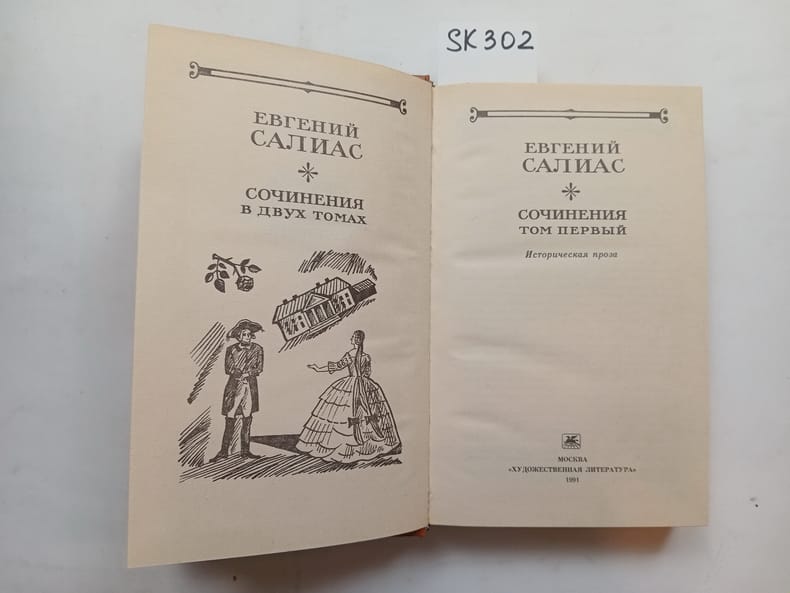 SK302
ЕВГЕНИЙ
САЛИАС
СОЧИНЕНИЯ
В ДВУХ ТОМАХ
ЕВГЕНИЙ
САЛИАС
СОЧИНЕНИЯ
ТОМ ПЕРВЫЙ
Историческая проза
МОСКВА
«ХУДОЖЕСТВЕННАЯ ЛИТЕРАТУРА»
1991